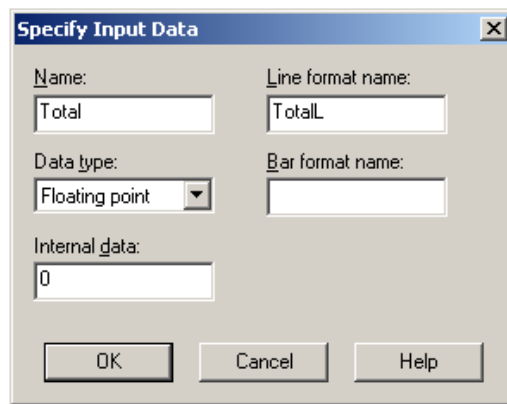 Specify Input Data
Name:
Line format name:
Total
TotalL
Data type:
Bar format name:
Floating point
Internal data:
0
OK
Cancel
Help